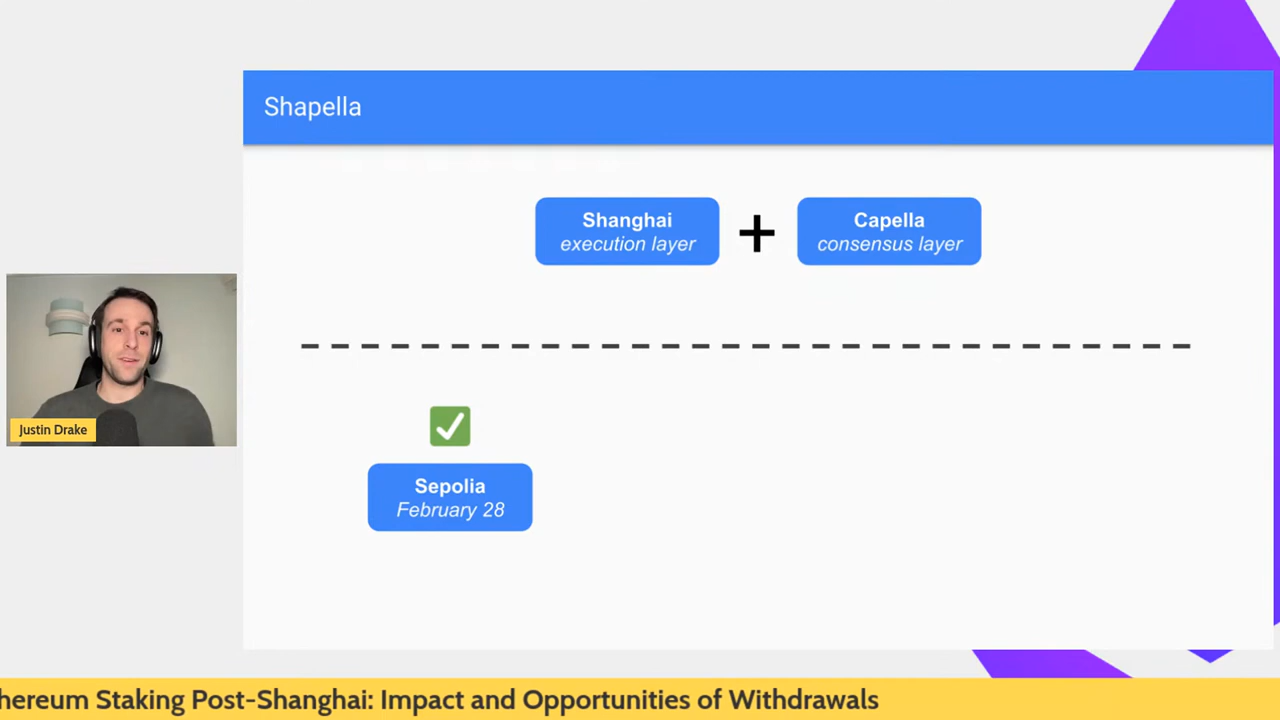 Shapella
Shanghai
execution layer
+
Capella
consensus layer
Justin Drake
Sepolia
February 28
hereum Staking Post-Shanghai: Impact and Opportunities of Withdrawals